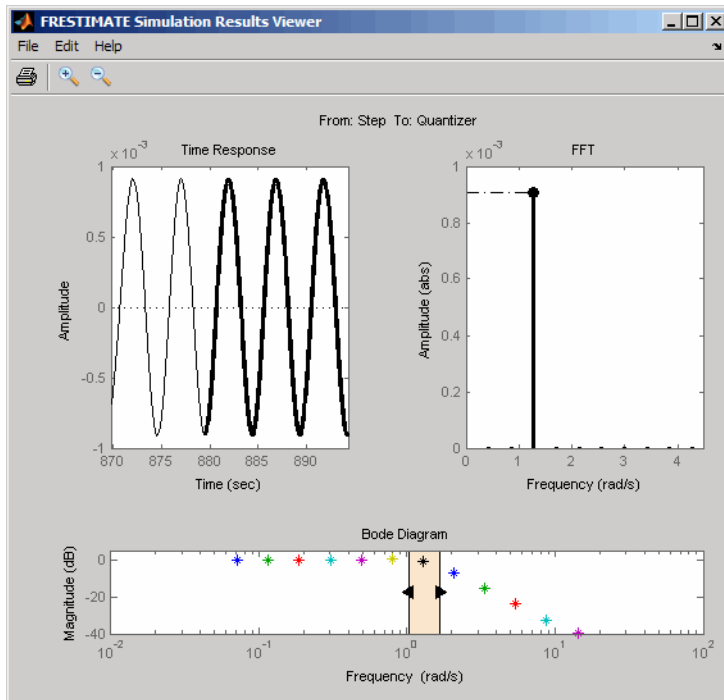 FRESTIMATE Simulation Results Viewer
File Edit Help
From: Step To: Quantizer
Time Response
x 10^-3
1
0.5
0
-0.5
-1
Amplitude
870 875 880 885 890
Time (sec)
FFT
x 10^-3
1
0.8
0.6
0.4
0.2
0
Amplitude (abs)
0 1 2 3 4
Frequency (rad/s)
Bode Diagram
0
-20
-40
Magnitude (dB)
10^-2 10^-1 10^0 10^1 10^2
Frequency (rad/s)